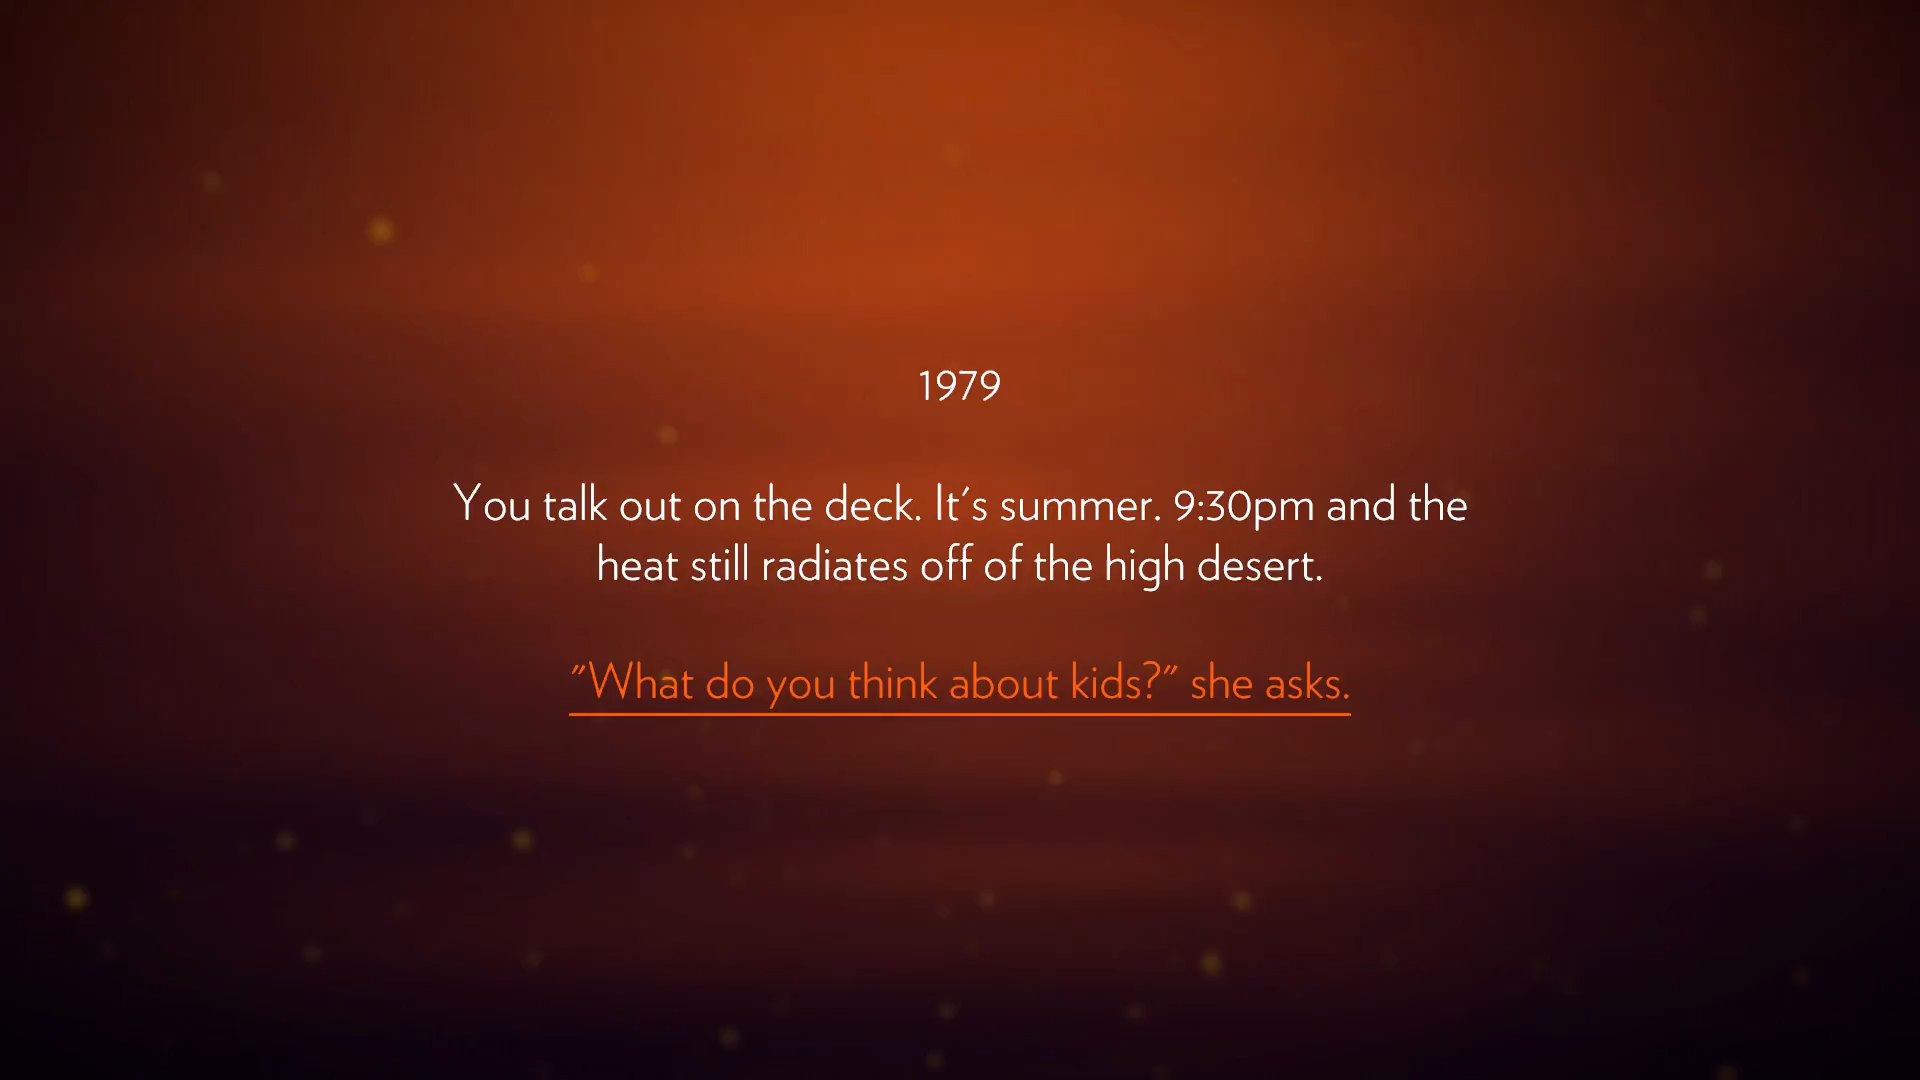 1979
You talk out on the deck. It's summer. 9:30pm and the
heat still radiates off of the high desert.
"What do you think about kids?" she asks.